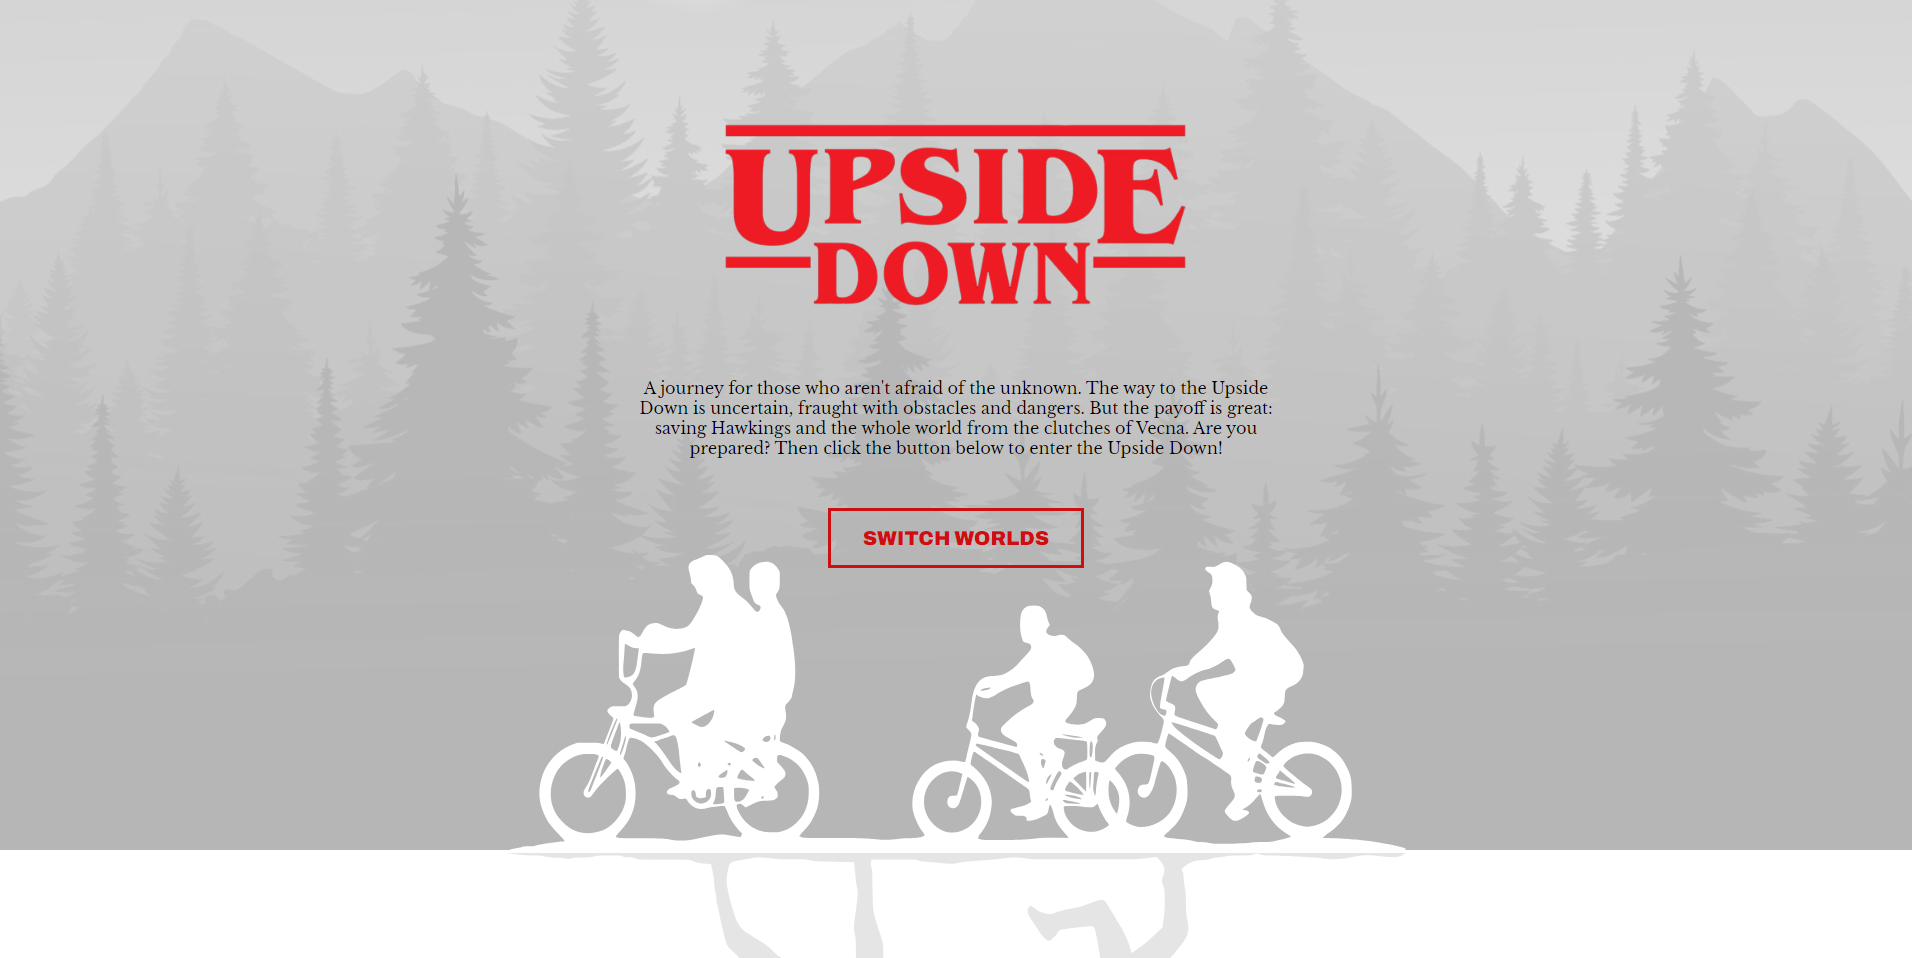 UPSIDE
DOWN
A journey for those who aren't afraid of the unknown. The way to the Upside
Down is uncertain, fraught with obstacles and dangers. But the payoff is great:
saving Hawkings and the whole world from the clutches of Vecna. Are you
prepared? Then click the button below to enter the Upside Down!
SWITCH WORLDS